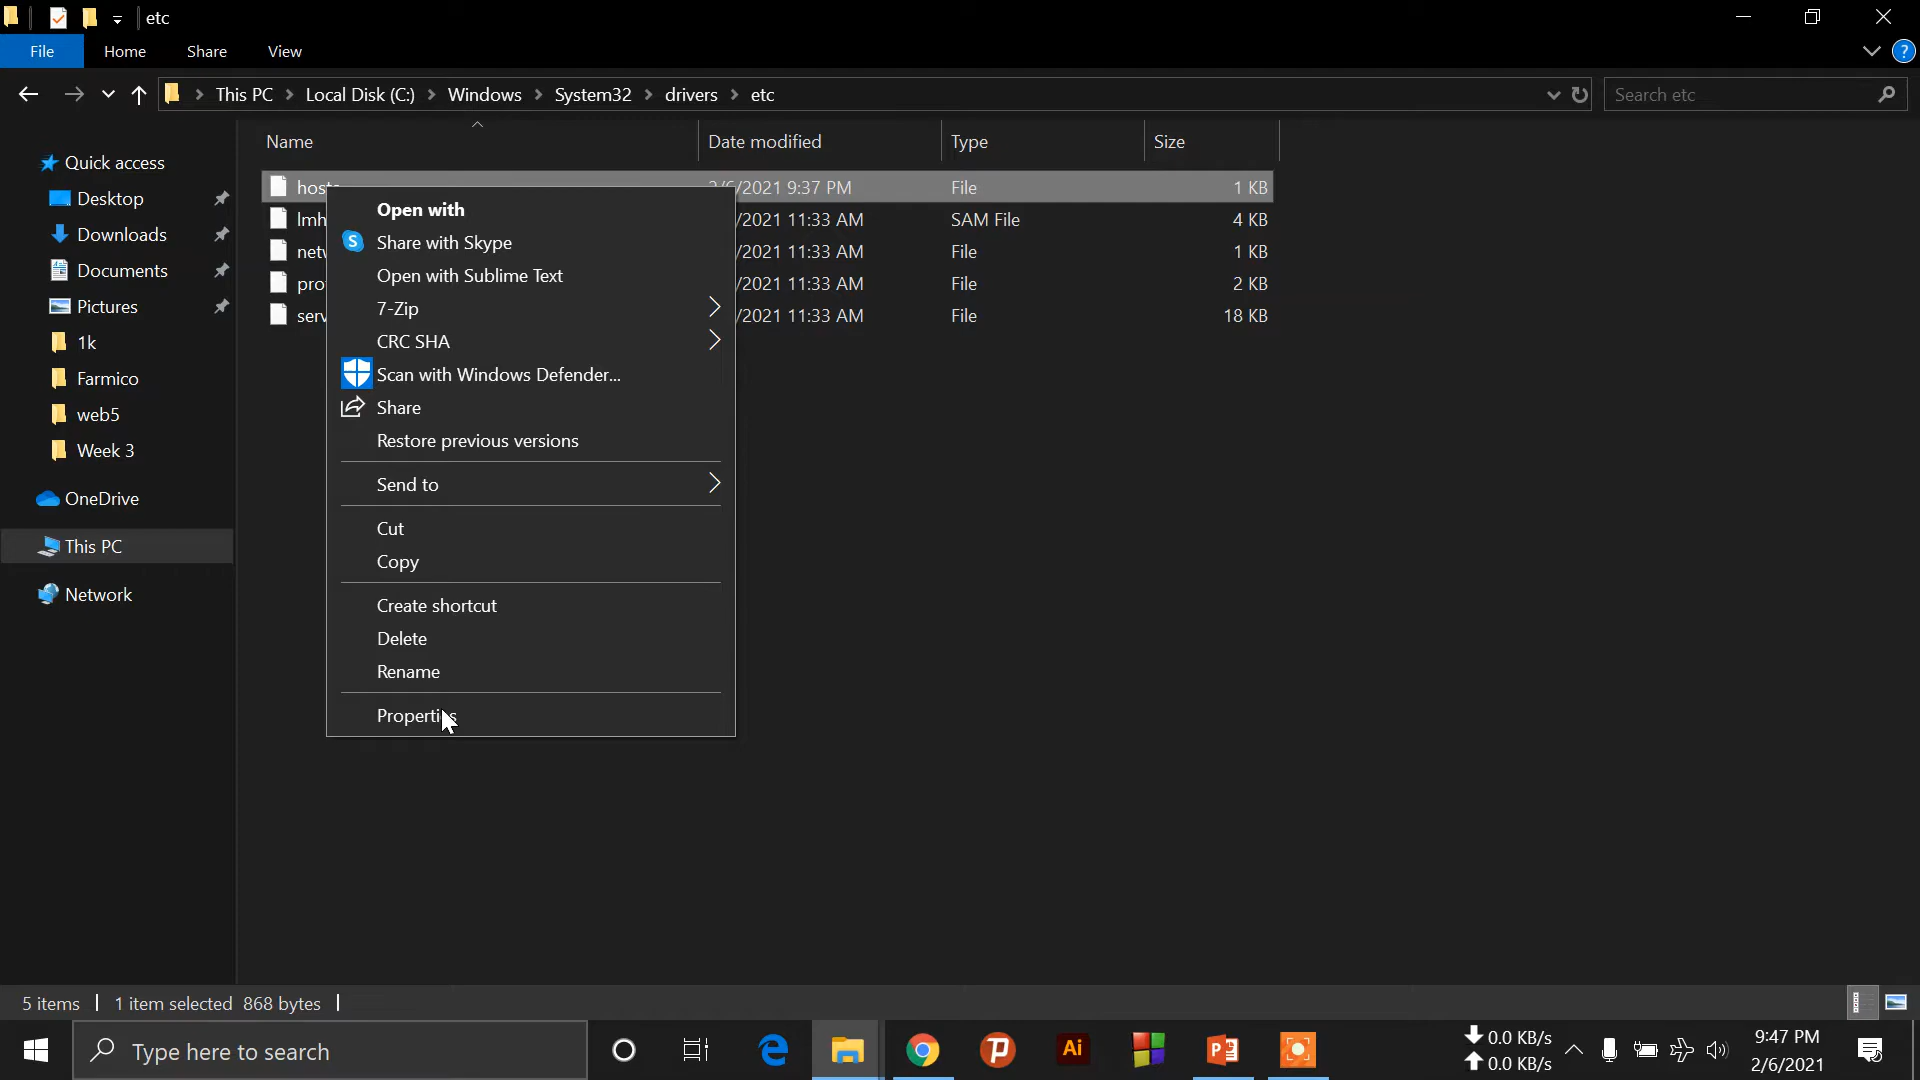 etc
File Home Share View
This PC Local Disk (C:) Windows System32 drivers etc
Search etc
Name Date modified Type Size
Quick access
Desktop
Downloads
Documents
Pictures
1k
Farmico
web5
Week 3
OneDrive
This PC
Network
2021 9:37 PM File 1 KB
/2021 11:33 AM SAM File 4 KB
/2021 11:33 AM File 1 KB
/2021 11:33 AM File 2 KB
/2021 11:33 AM File 18 KB
Open with
Share with Skype
Open with Sublime Text
7-Zip
CRC SHA
Scan with Windows Defender...
Share
Restore previous versions
Send to
Cut
Copy
Create shortcut
Delete
Rename
Properties
5 items 1 item selected 868 bytes
Type here to search
Ai
0.0 KB/s
0.0 KB/s
9:47 PM
2/6/2021